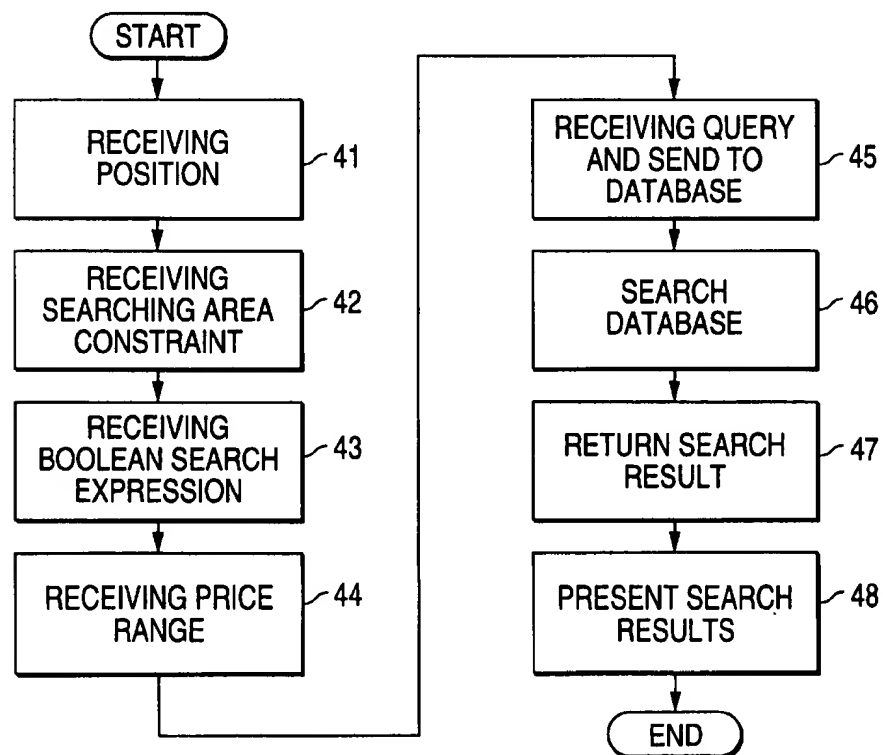 START
RECEIVING
POSITION
41
RECEIVING
SEARCHING AREA
CONSTRAINT
42
RECEIVING
BOOLEAN SEARCH
EXPRESSION
43
RECEIVING PRICE
RANGE
44
RECEIVING QUERY
AND SEND TO
DATABASE
45
SEARCH
DATABASE
46
RETURN SEARCH
RESULT
47
PRESENT SEARCH
RESULTS
48
END